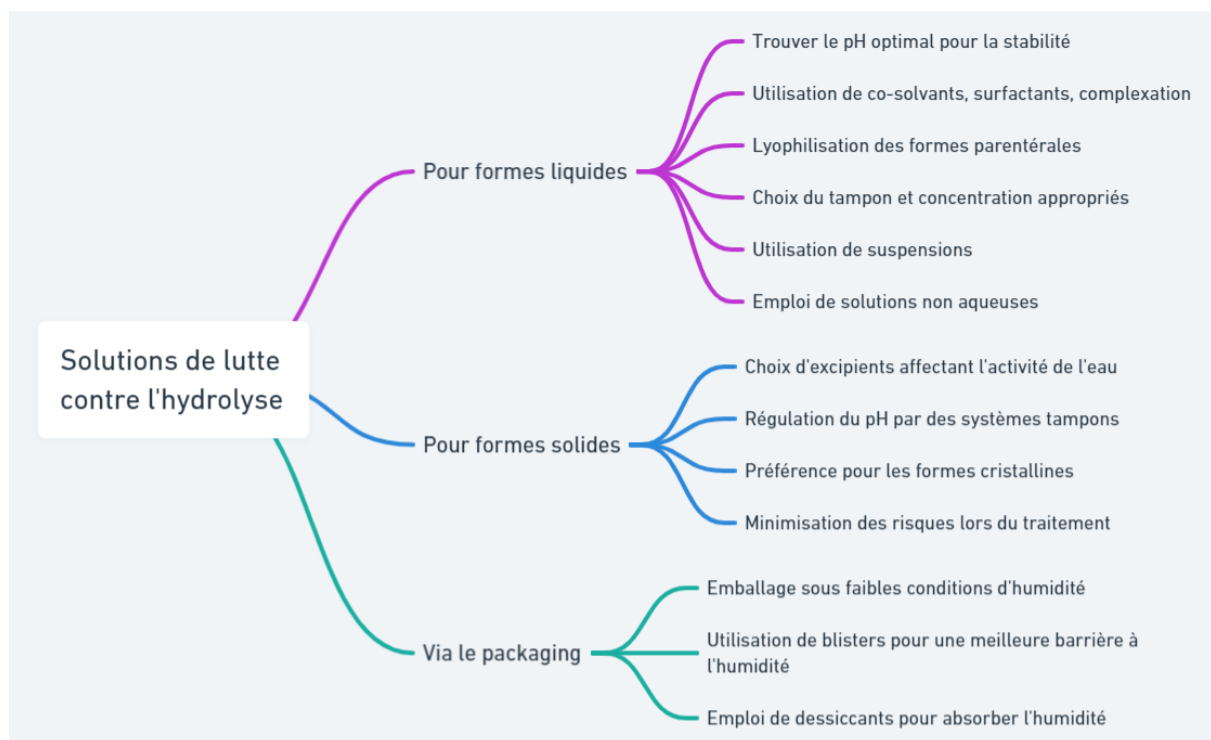 Solutions de lutte
contre l'hydrolyse
Pour formes liquides
Trouver le pH optimal pour la stabilité
Utilisation de co-solvants, surfactants, complexation
Lyophilisation des formes parentérales
Choix du tampon et concentration appropriés
Utilisation de suspensions
Emploi de solutions non aqueuses
Pour formes solides
Choix d'excipients affectant l'activité de l'eau
Régulation du pH par des systèmes tampons
Préférence pour les formes cristallines
Minimisation des risques lors du traitement
Via le packaging
Emballage sous faibles conditions d'humidité
Utilisation de blisters pour une meilleure barrière à
l'humidité
Emploi de dessiccants pour absorber l'humidité